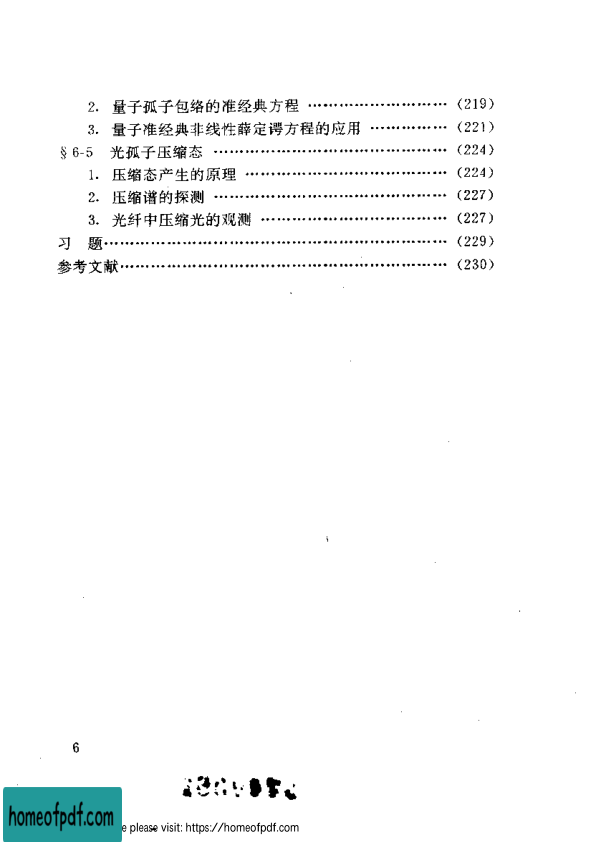 2. 量子孤子包络的准经典方程 ………………………… (219)
3. 量子准经典非线性薛定谔方程的应用 …………… (221)
§6-5 光孤子压缩态 ……………………………………… (224)
1. 压缩态产生的原理 ………………………………… (224)
2. 压缩谱的探测 ……………………………………… (227)
3. 光纤中压缩光的观测 ……………………………… (227)
习 题………………………………………………………… (229)
参考文献……………………………………………………… (230)
6
homeofpdf.com
e please visit: https://homeofpdf.com